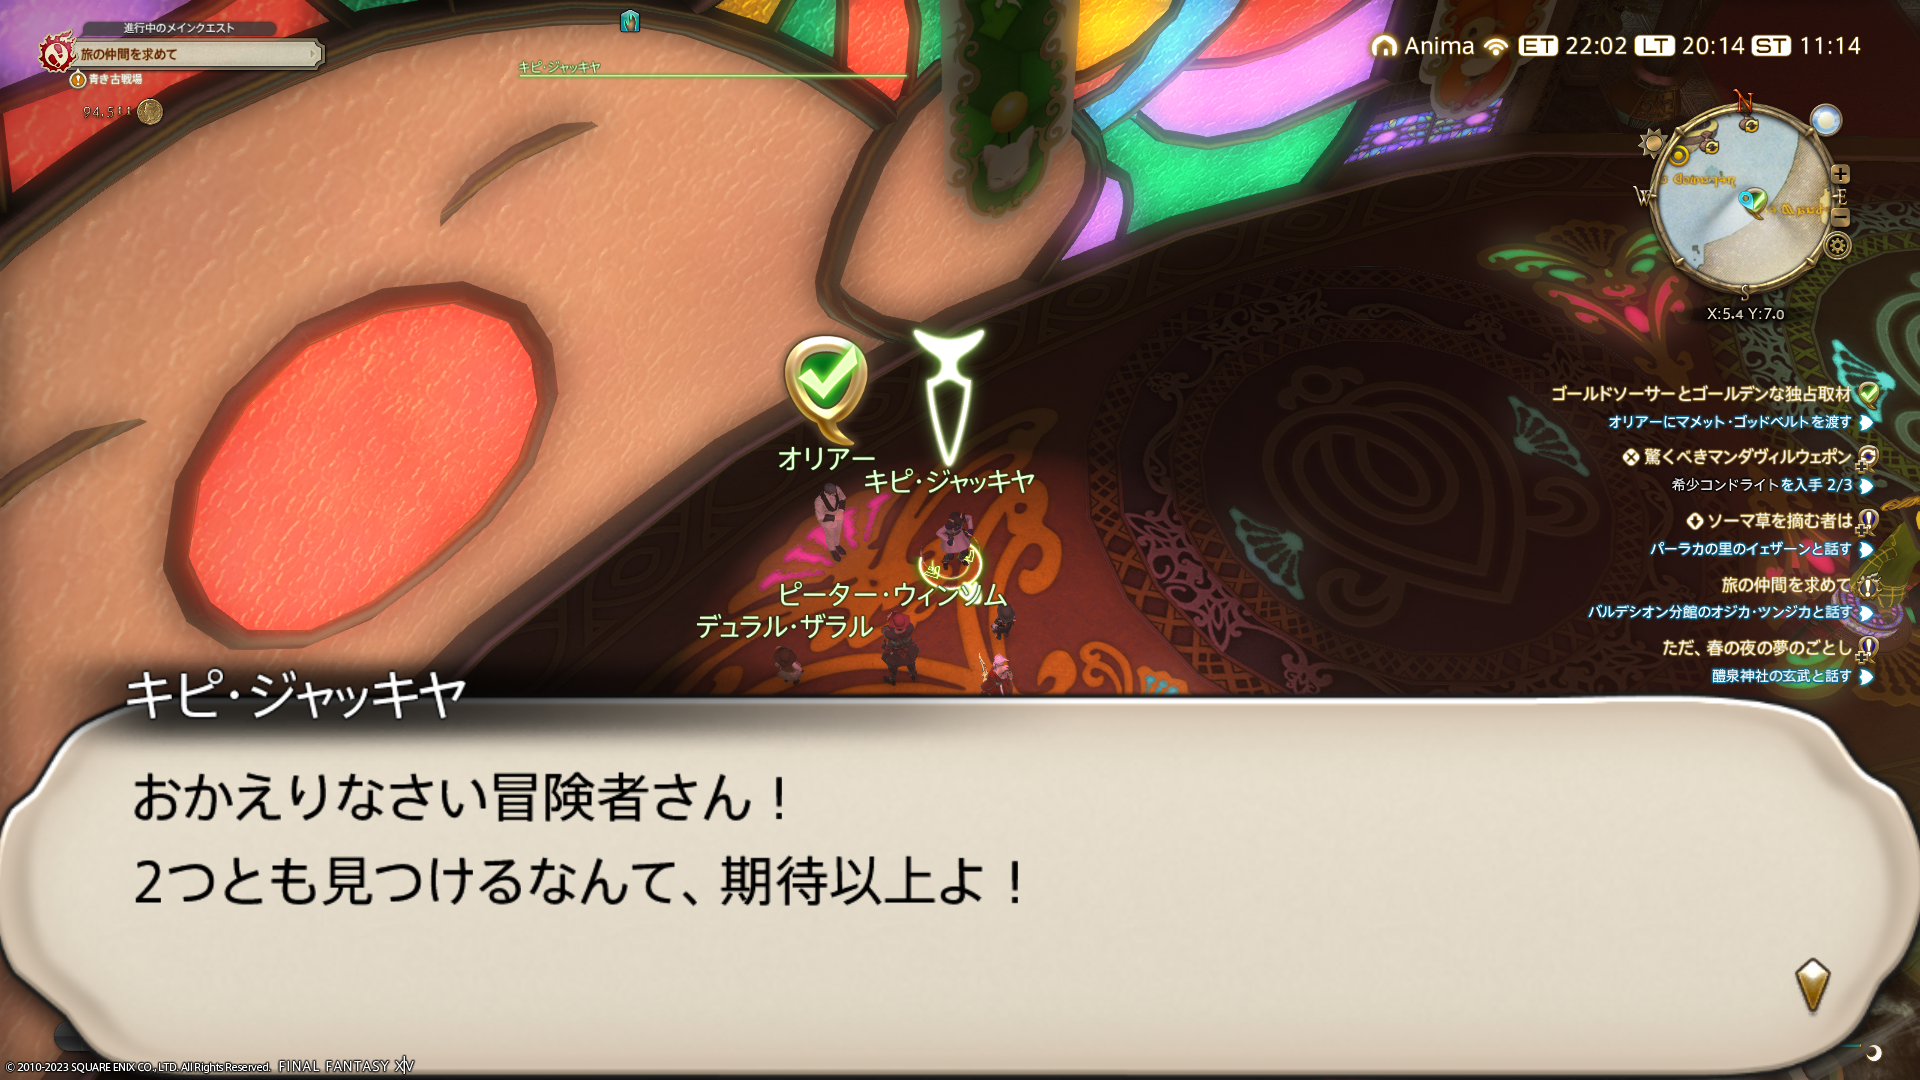 進行中のメインクエスト
旅の仲間を求めて
青き古戦場
94,511
キピ・ジャッキヤ
Anima ET 22:02 LT 20:14 ST 11:14
N
W
E
S
X:5.4 Y:7.0
ゴールドソーサーとゴールデンな独占取材
オリアーにマメット・ゴッドベルトを渡す
驚くべきマンダヴィルウェポン
希少コンドライトを入手 2/3
ソーマ草を摘む者は
パーラカの里のイェザーンと話す
旅の仲間を求めて
バルデシオン分館のオジカ・ツンジカと話す
ただ、春の夜の夢のごとし
醴泉神社の玄武と話す
オリアー
キピ・ジャッキヤ
ピーター・ウィンソム
デュラル・ザラル
キピ・ジャッキヤ
おかえりなさい冒険者さん！
2つとも見つけるなんて、期待以上よ！
© 2010-2023 SQUARE ENIX CO., LTD. All Rights Reserved. FINAL FANTASY XIV